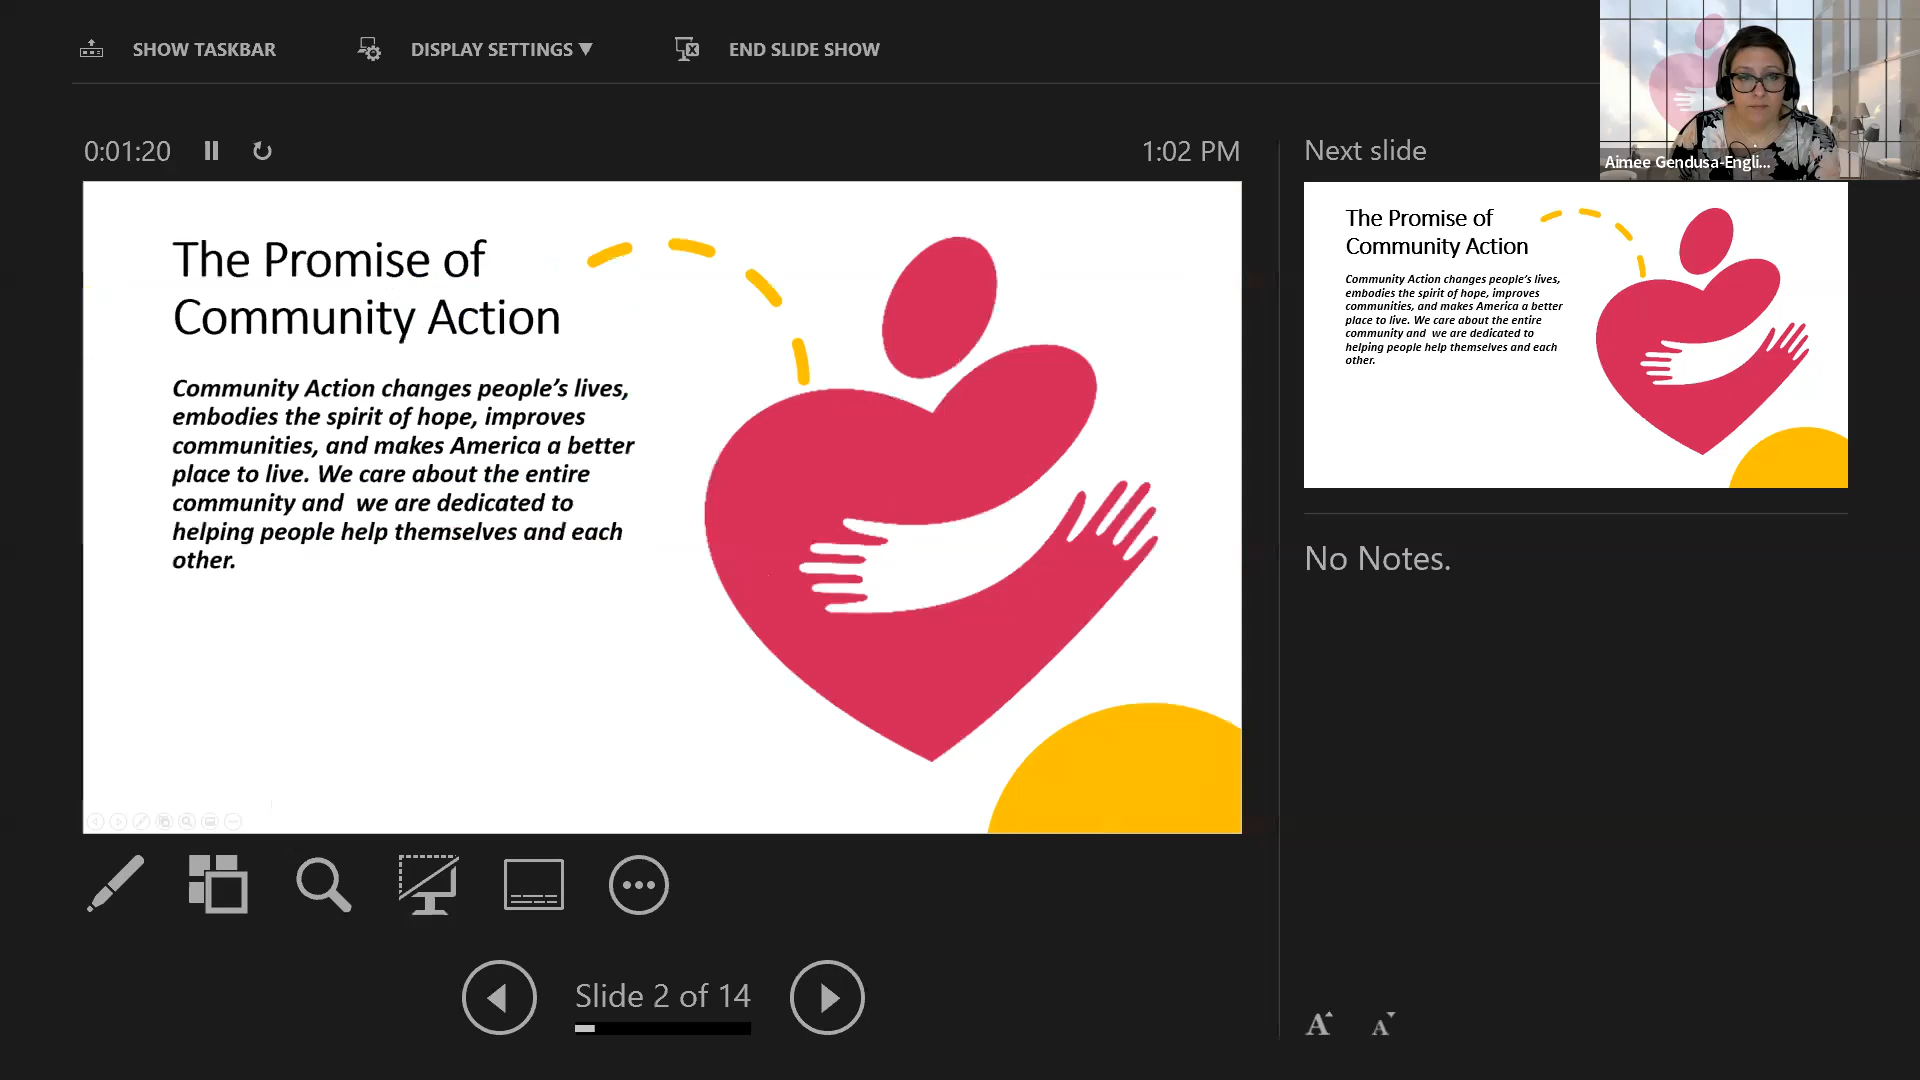 SHOW TASKBAR
DISPLAY SETTINGS ▼
END SLIDE SHOW
0:01:20
1:02 PM
Next slide
Aimee Gendusa-Engli...
The Promise of
Community Action
Community Action changes people’s lives,
embodies the spirit of hope, improves
communities, and makes America a better
place to live. We care about the entire
community and  we are dedicated to
helping people help themselves and each
other.
The Promise of
Community Action
Community Action changes people’s lives,
embodies the spirit of hope, improves
communities, and makes America a better
place to live. We care about the entire
community and  we are dedicated to
helping people help themselves and each
other.
No Notes.
Slide 2 of 14
A
A